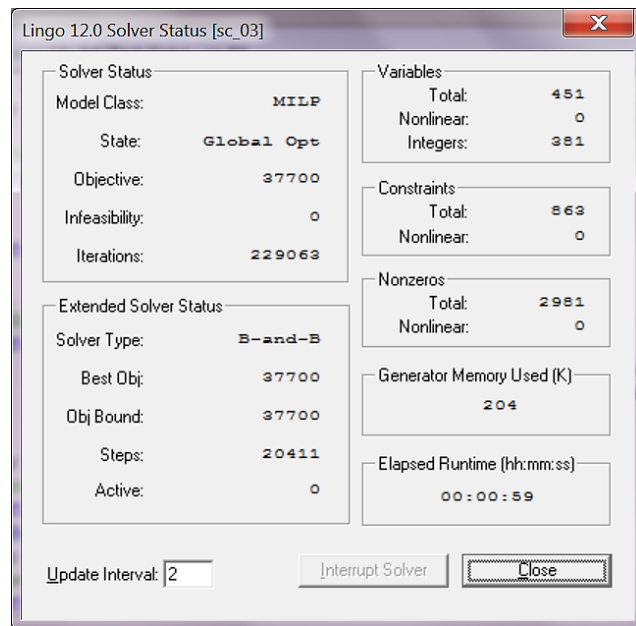 Lingo 12.0 Solver Status [sc_03]
Solver Status
Model Class: MILP
State: Global Opt
Objective: 37700
Infeasibility: 0
Iterations: 229063
Extended Solver Status
Solver Type: B-and-B
Best Obj: 37700
Obj Bound: 37700
Steps: 20411
Active: 0
Variables
Total: 451
Nonlinear: 0
Integers: 381
Constraints
Total: 863
Nonlinear: 0
Nonzeros
Total: 2981
Nonlinear: 0
Generator Memory Used (K)
204
Elapsed Runtime (hh:mm:ss)
00:00:59
Update Interval: 2
Interrupt Solver
Close